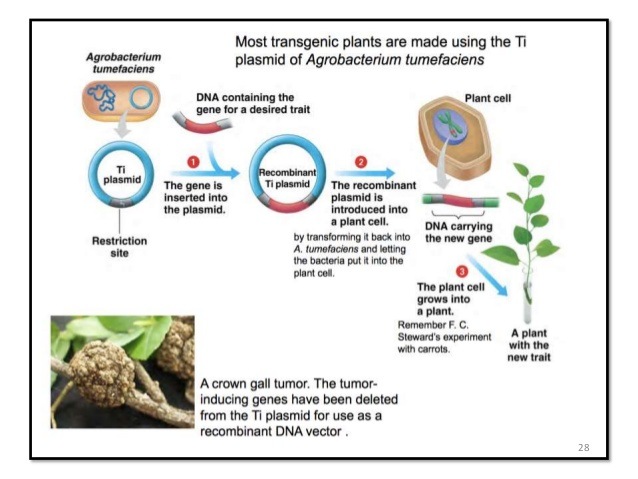 Most transgenic plants are made using the Ti
plasmid of Agrobacterium tumefaciens
Agrobacterium
tumefaciens
DNA containing the
gene for a desired trait
Plant cell
Ti
plasmid
1
The gene is
inserted into
the plasmid.
Restriction
site
Recombinant
Ti plasmid
2
The recombinant
plasmid is
introduced into
a plant cell.
by transforming it back into
A. tumefaciens and letting
the bacteria put it into the
plant cell.
DNA carrying
the new gene
3
The plant cell
grows into
a plant.
Remember F. C.
Steward's experiment
with carrots.
A plant
with the
new trait
A crown gall tumor. The tumor-
inducing genes have been deleted
from the Ti plasmid for use as a
recombinant DNA vector .
28